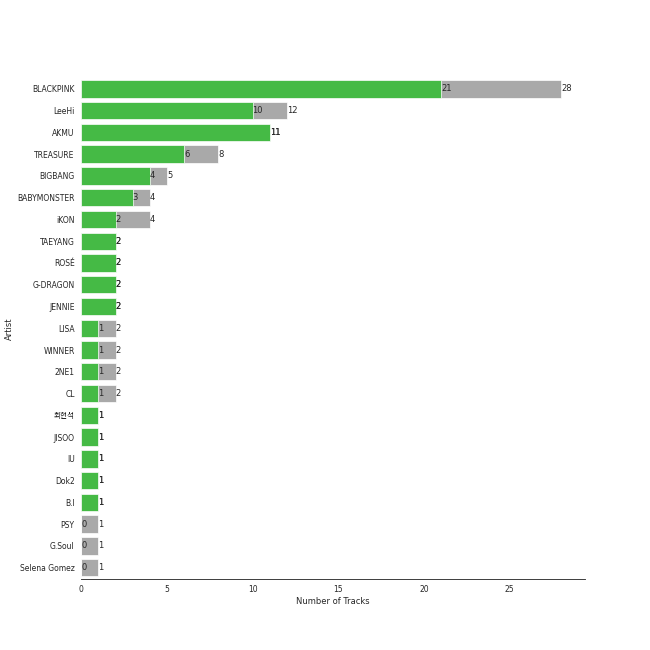 BLACKPINK 21 28
LeeHi 10 12
AKMU 11
TREASURE 6 8
BIGBANG 4 5
BABYMONSTER 3 4
iKON 2 4
TAEYANG 2
ROSÉ 2
G-DRAGON 2
JENNIE 2
LISA 1 2
WINNER 1 2
2NE1 1 2
CL 1 2
최현석 1
JISOO 1
IU 1
Dok2 1
B.I 1
PSY 0 1
G.Soul 0 1
Selena Gomez 0 1
0 5 10 15 20 25
Number of Tracks
Artist